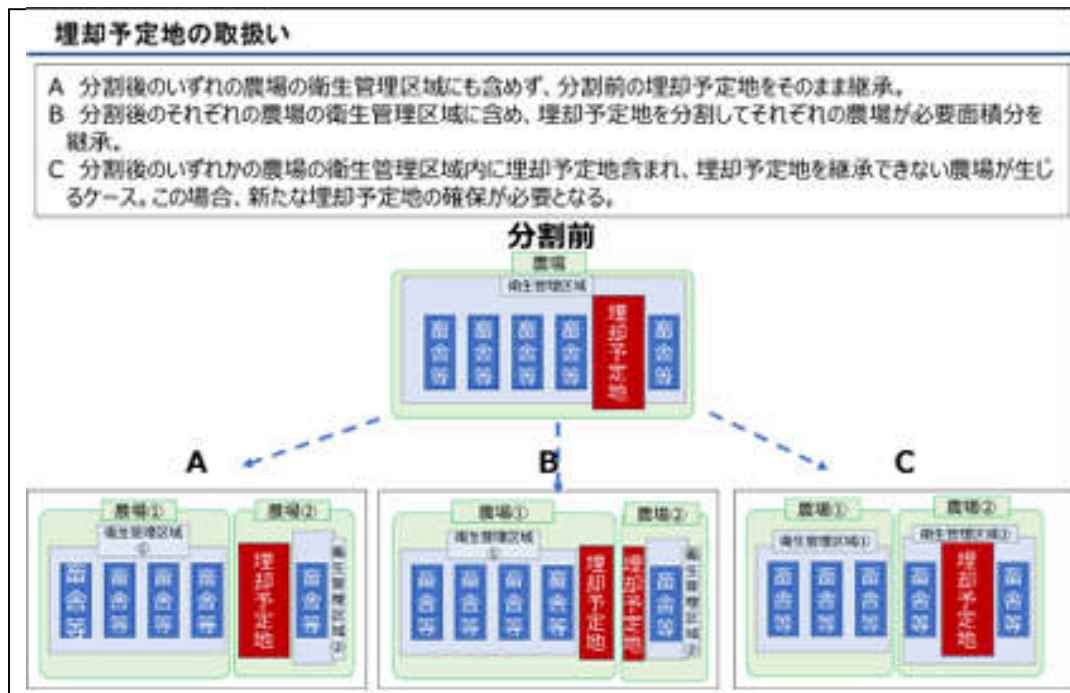 埋却予定地の取扱い
A 分割後のいずれの農場の衛生管理区域にも含めず、分割前の埋却予定地をそのまま継承。
B 分割後のそれぞれの農場の衛生管理区域に含め、埋却予定地を分割してそれぞれの農場が必要面積分を
継承。
C 分割後のいずれかの農場の衛生管理区域内に埋却予定地含まれ、埋却予定地を継承できない農場が生じ
るケース。この場合、新たな埋却予定地の確保が必要となる。
分割前
農場
衛生管理区域
畜舎等
畜舎等
畜舎等
畜舎等
埋却予定地
畜舎等
A
B
C
農場①
衛生管理区域
①
畜舎等
畜舎等
畜舎等
畜舎等
農場②
埋却予定地
畜舎等
衛生管理区域②
農場①
衛生管理区域
①
畜舎等
畜舎等
畜舎等
畜舎等
埋却予定地
農場②
埋却予定地
畜舎等
衛生管理区域②
農場①
衛生管理区域①
畜舎等
畜舎等
畜舎等
農場②
衛生管理区域②
畜舎等
埋却予定地
畜舎等